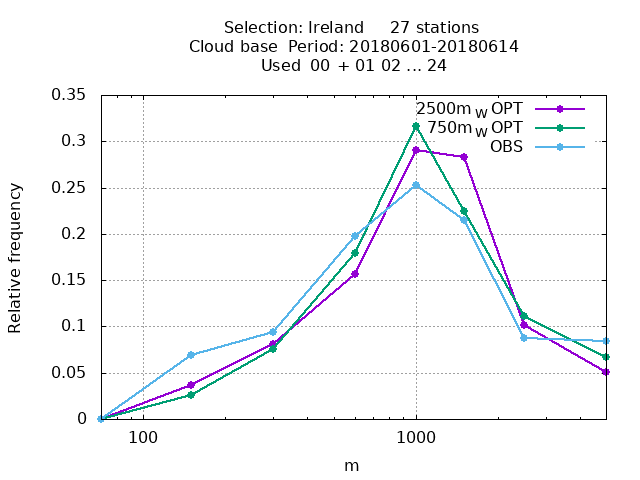 Selection: Ireland 27 stations
Cloud base Period: 20180601-20180614
Used 00 + 01 02 ... 24
0.35
0.3
0.25
0.2
0.15
0.1
0.05
0
Relative frequency
2500m W OPT
750m W OPT
OBS
100
1000
m